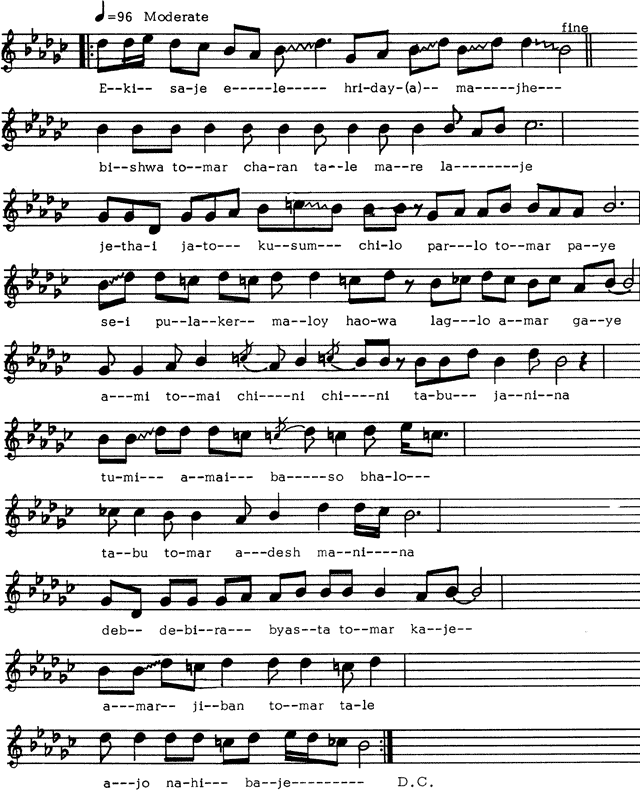 ♩=96 Moderate
fine
E--ki-- sa-je e-----le----- hri-day-(a)-- ma-----jhe---
bi--shwa to--mar cha-ran ta--le ma--re la--------je
je-tha-i ja-to--- ku--sum--- chi-lo par---lo to-mar pa--ye
se-i pu--la--ker-- ma--loy hao-wa lag---lo a--mar ga--ye
a---mi to-mai chi----ni chi----ni ta-bu--- ja-ni-na
tu-mi--- a-mai-- ba-----so bha-lo---
ta--bu to-mar a---desh ma-ni----na
deb-- de-bi-ra--- byas--ta to--mar ka--je--
a---mar-- ji-ban to--mar ta-le
a---jo na-hi-- ba-je--------- D.C.